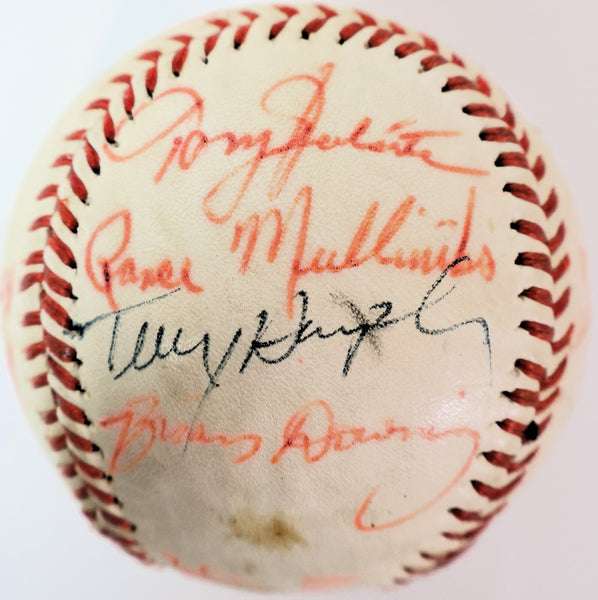 Tony Solaita
Rance Mulliniks
Terry Humphrey
Brian Downing